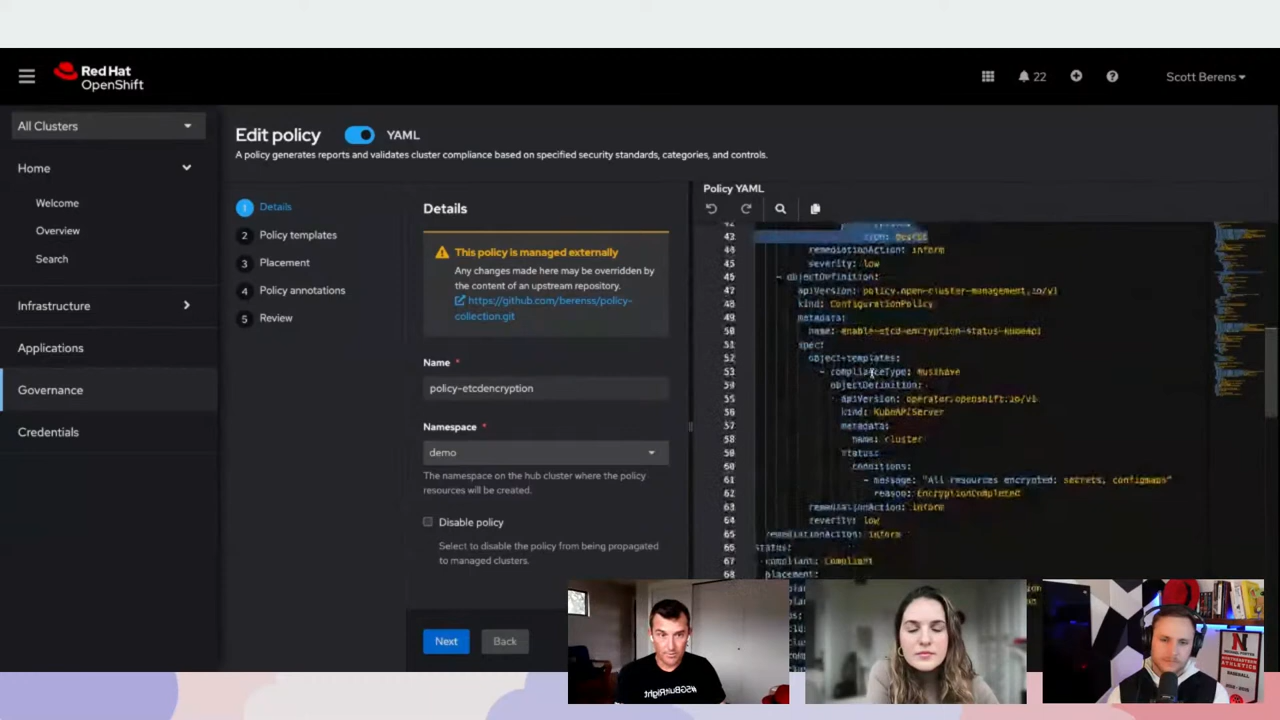 Red Hat
OpenShift
22
Scott Berens
All Clusters
Home
Welcome
Overview
Search
Infrastructure
Applications
Governance
Credentials
Edit policy
YAML
A policy generates reports and validates cluster compliance based on specified security standards, categories, and controls.
1 Details
2 Policy templates
3 Placement
4 Policy annotations
5 Review
Details
This policy is managed externally
Any changes made here may be overridden by
the content of an upstream repository.
https://github.com/berenss/policy-
collection.git
Name *
policy-etcdencryption
Namespace *
demo
The namespace on the hub cluster where the policy
resources will be created.
Disable policy
Select to disable the policy from being propagated
to managed clusters.
Next
Back
Policy YAML
42
43
44 remediationAction: inform
45 severity: low
46 - objectDefinition:
47 apiVersion: policy.open-cluster-management.io/v1
48 kind: ConfigurationPolicy
49 metadata:
50 name: enable-etcd-encryption-status-kubeapi
51 spec:
52 object-templates:
53 - complianceType: musthave
54 objectDefinition:
55 apiVersion: operator.openshift.io/v1
56 kind: KubeAPIServer
57 metadata:
58 name: cluster
59 status:
60 conditions:
61 - message: "All resources encrypted: secrets, configmaps"
62 reason: EncryptionCompleted
63 remediationAction: inform
64 severity: low
65 remediationAction: inform
66 status:
67 compliant: Compliant
68 placement:
#SGBuiltRight
N
NORTHWESTERN
ATHLETICS
BASEBALL